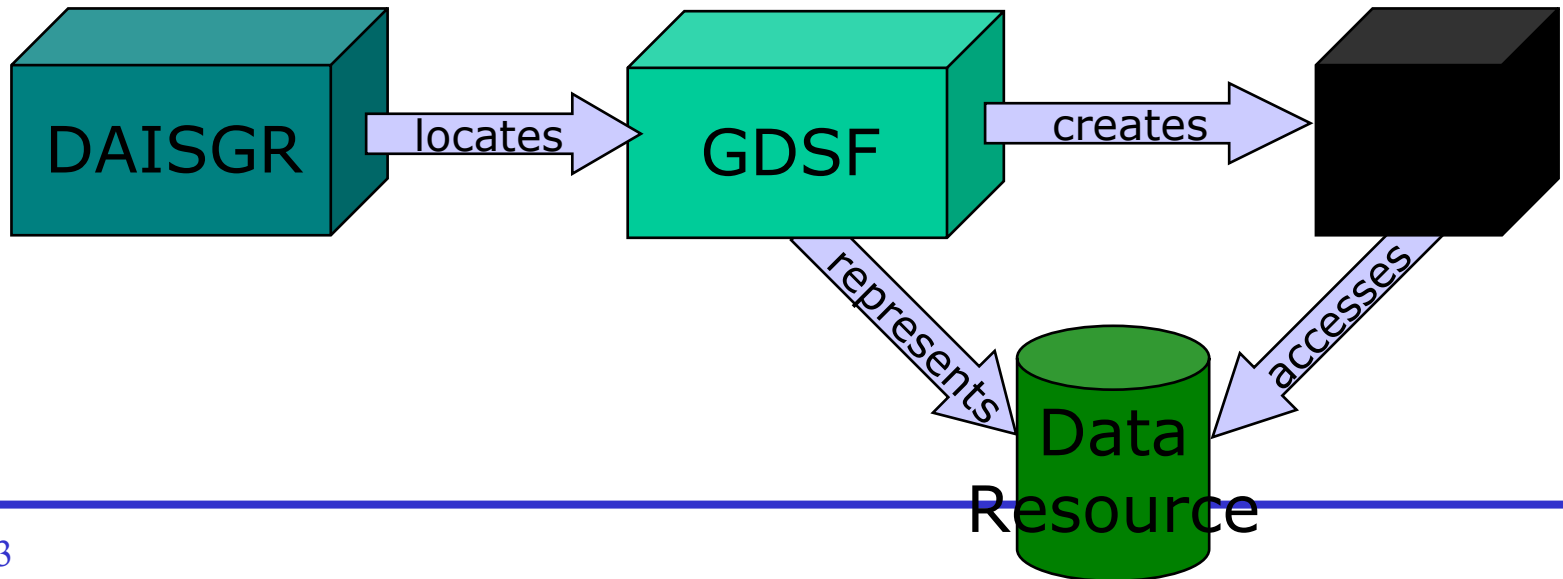 DAISGR
locates
GDSF
creates
represents
accesses
Data
Resource
3